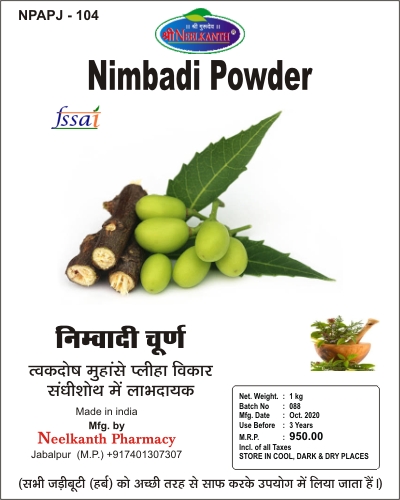 NPAPJ - 104
॥ श्री गुरुदेव ॥
श्री NEELKANTH®
Nimbadi Powder
fssai
निम्वादी चूर्ण
त्वकदोष मुहांसे प्लीहा विकार
संधीशोथ में लाभदायक
Made in india
Mfg. by
Neelkanth Pharmacy
Jabalpur (M.P.) +917401307307
Net. Weight. : 1 kg
Batch No : 088
Mfg. Date : Oct. 2020
Use Before : 3 Years
M.R.P. : 950.00
Incl. of all Taxes
STORE IN COOL, DARK & DRY PLACES
(सभी जड़ीबूटी (हर्ब) को अच्छी तरह से साफ करके उपयोग में लिया जाता हैं।)